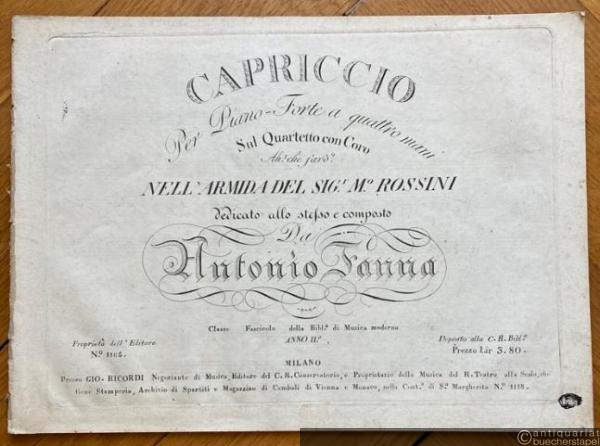 CAPRICCIO
Per Piano-Forte a quattro mani
Sul Quartetto con Coro
Ah! che farò?
NELL'ARMIDA DEL SIG.r M.o ROSSINI
dedicato allo stesso e composto
Da
Antonio Fanna
Classe Fascicolo della Bibl.a di Musica moderna
ANNO II.o
Proprietà dell'Editore
N.o 1165.
Deposto alla C. R. Bibl.a
Prezzo Lir 3. 80.
MILANO
Presso GIO. RICORDI Negoziante di Musica, Editore del C. R. Conservatorio, e Proprietario della Musica del R. Teatro alla Scala, che
tiene Stamperia, Archivio di Spartiti e Magazzino di Cembali di Vienna e Monaco, nella Cont.a di S.a Margherita N.o 1118.
antiquariat
buecherstapel